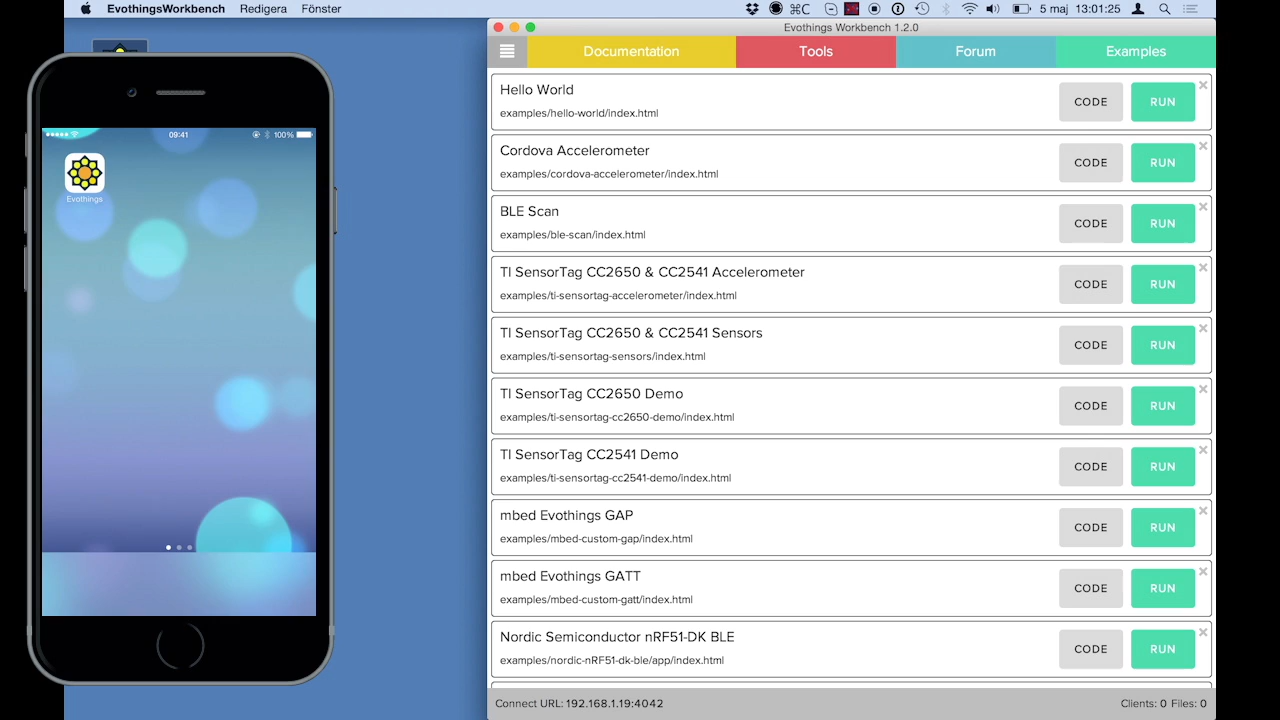 EvothingsWorkbench Redigera Fönster
⌘C 5 maj 13:01:25
Evothings Workbench 1.2.0
Documentation Tools Forum Examples
09:41 100%
Evothings
Hello World
examples/hello-world/index.html
CODE RUN
Cordova Accelerometer
examples/cordova-accelerometer/index.html
CODE RUN
BLE Scan
examples/ble-scan/index.html
CODE RUN
TI SensorTag CC2650 & CC2541 Accelerometer
examples/ti-sensortag-accelerometer/index.html
CODE RUN
TI SensorTag CC2650 & CC2541 Sensors
examples/ti-sensortag-sensors/index.html
CODE RUN
TI SensorTag CC2650 Demo
examples/ti-sensortag-cc2650-demo/index.html
CODE RUN
TI SensorTag CC2541 Demo
examples/ti-sensortag-cc2541-demo/index.html
CODE RUN
mbed Evothings GAP
examples/mbed-custom-gap/index.html
CODE RUN
mbed Evothings GATT
examples/mbed-custom-gatt/index.html
CODE RUN
Nordic Semiconductor nRF51-DK BLE
examples/nordic-nRF51-dk-ble/app/index.html
CODE RUN
Connect URL: 192.168.1.19:4042
Clients: 0 Files: 0